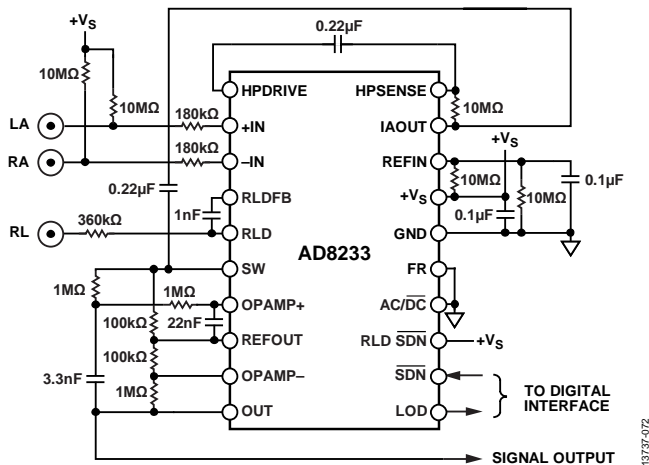 +VS
0.22µF
10MΩ
10MΩ
LA
RA
RL
180kΩ
180kΩ
0.22µF
1nF
360kΩ
1MΩ
1MΩ
100kΩ
22nF
100kΩ
3.3nF
1MΩ
HPDRIVE
+IN
–IN
RLDFB
RLD
SW
OPAMP+
REFOUT
OPAMP–
OUT
AD8233
HPSENSE
IAOUT
REFIN
+VS
GND
FR
AC/DC
RLD SDN
SDN
LOD
10MΩ
+VS
10MΩ
10MΩ
0.1µF
0.1µF
+VS
TO DIGITAL
INTERFACE
SIGNAL OUTPUT
13737-072